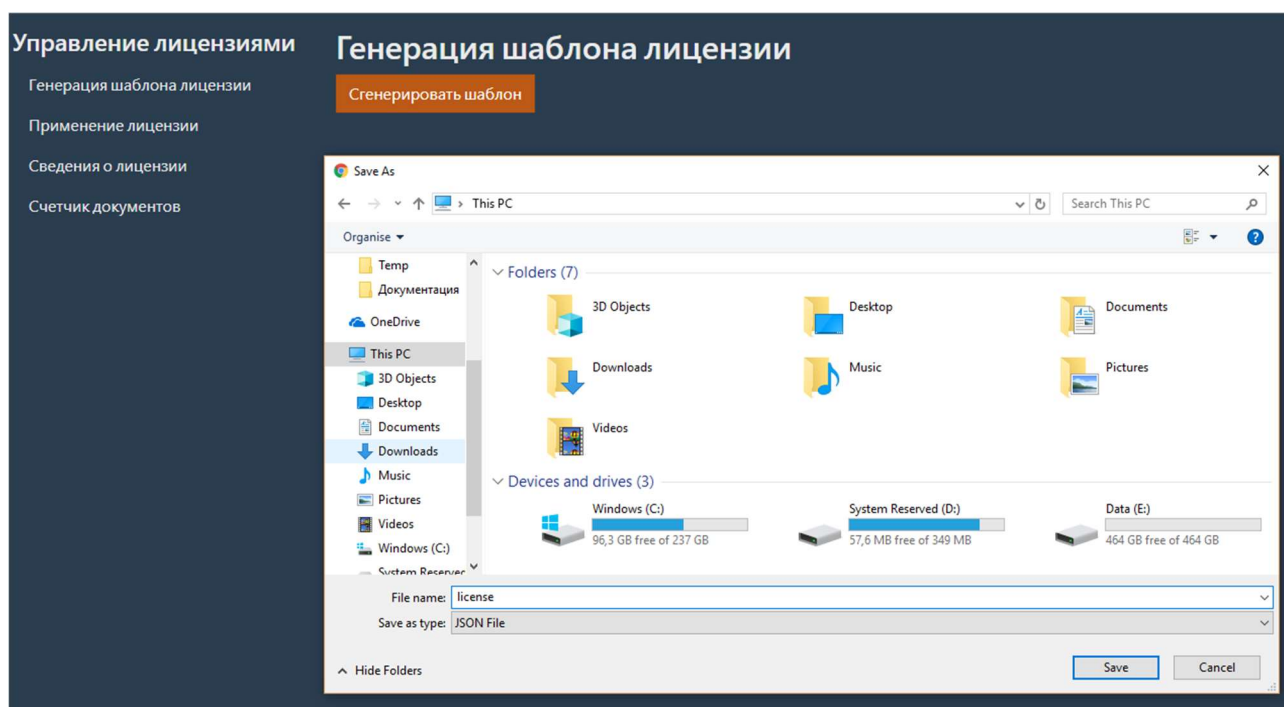 Управление лицензиями
Генерация шаблона лицензии
Применение лицензии
Сведения о лицензии
Счетчик документов
Генерация шаблона лицензии
Сгенерировать шаблон
Save As
This PC
Search This PC
Organise
Temp
Документация
OneDrive
This PC
3D Objects
Desktop
Documents
Downloads
Music
Pictures
Videos
Windows (C:)
System Reserved
Folders (7)
3D Objects
Desktop
Documents
Downloads
Music
Pictures
Videos
Devices and drives (3)
Windows (C:)
96,3 GB free of 237 GB
System Reserved (D:)
57,6 MB free of 349 MB
Data (E:)
464 GB free of 464 GB
File name: license
Save as type: JSON File
Hide Folders
Save
Cancel